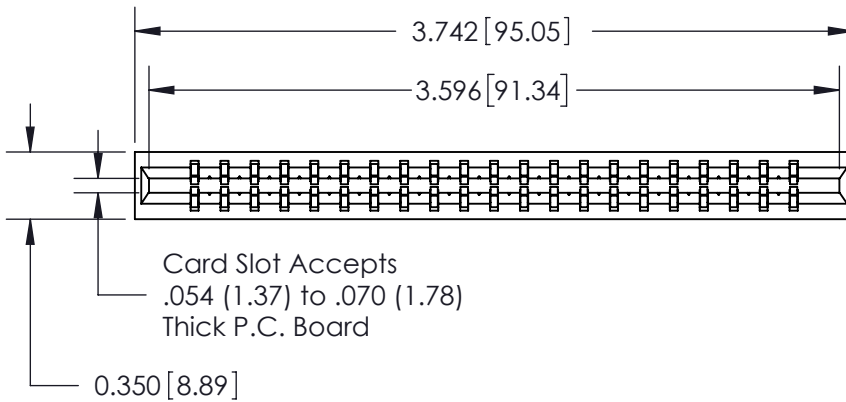 3.742 [95.05]
3.596 [91.34]
Card Slot Accepts
.054 (1.37) to .070 (1.78)
Thick P.C. Board
0.350 [8.89]